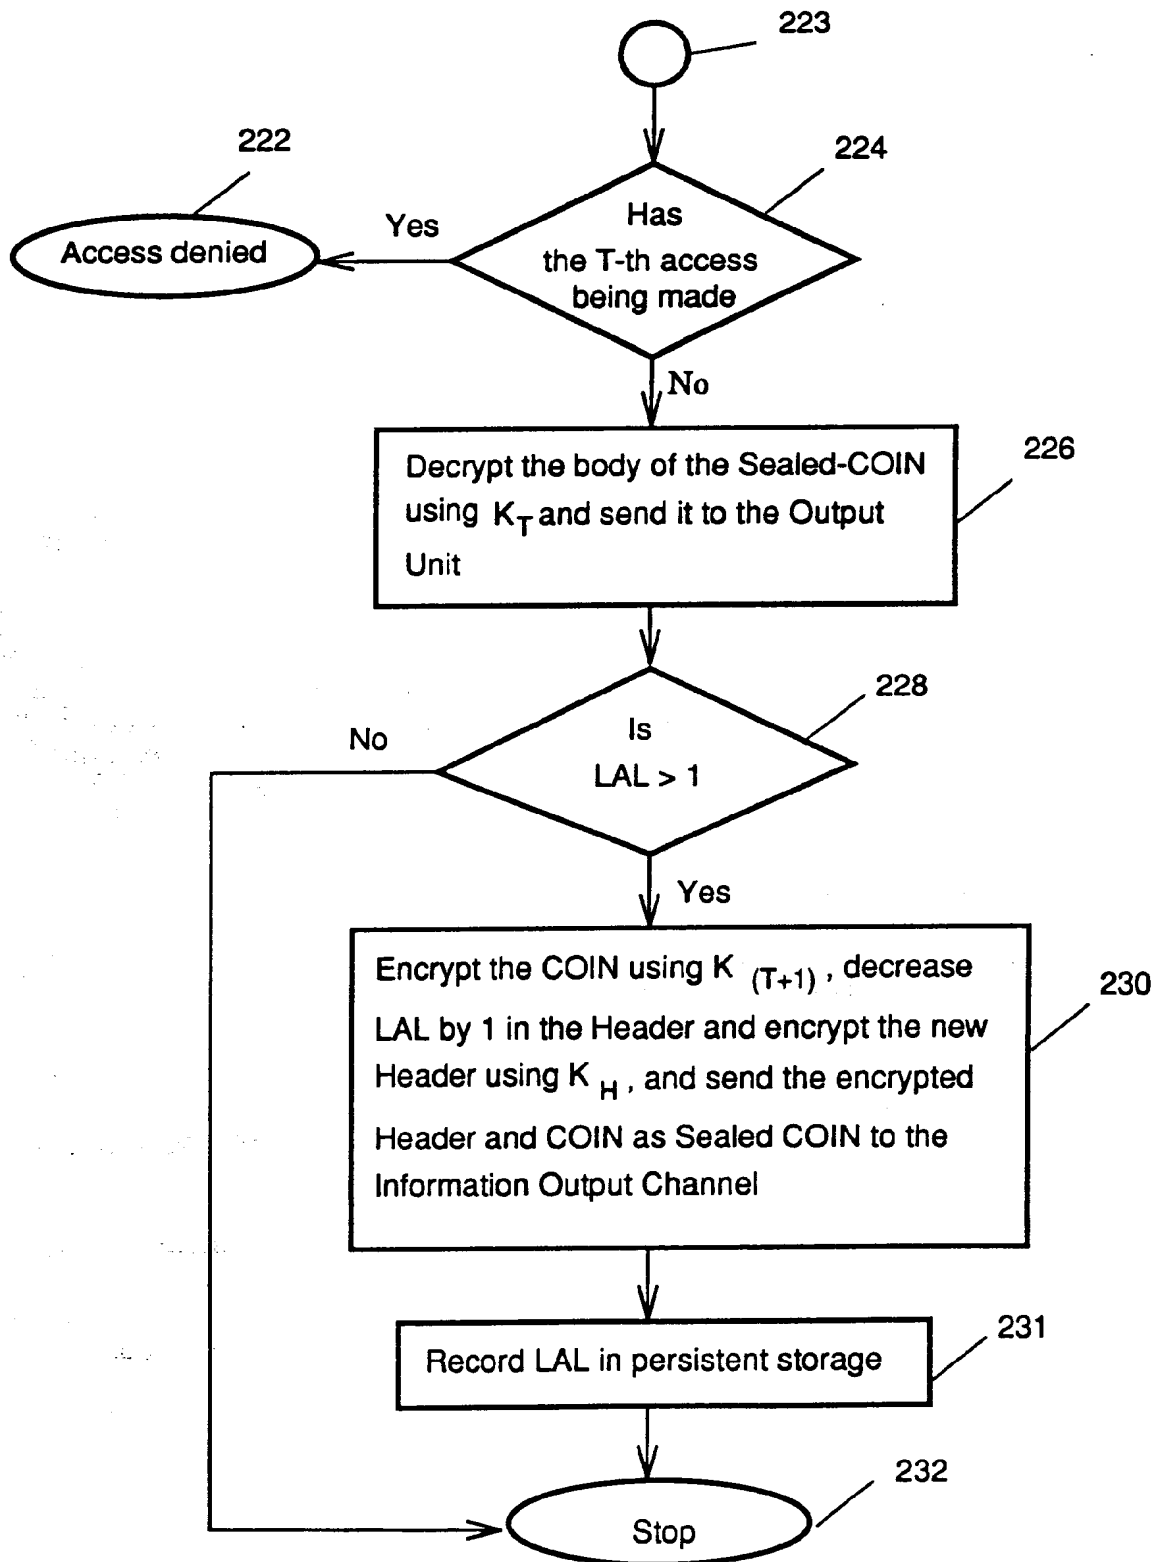 223
222
224
Has
the T-th access
being made
Yes
Access denied
No
226
Decrypt the body of the Sealed-COIN
using KT and send it to the Output
Unit
228
Is
LAL > 1
No
Yes
230
Encrypt the COIN using K (T+1) , decrease
LAL by 1 in the Header and encrypt the new
Header using K H , and send the encrypted
Header and COIN as Sealed COIN to the
Information Output Channel
231
Record LAL in persistent storage
232
Stop